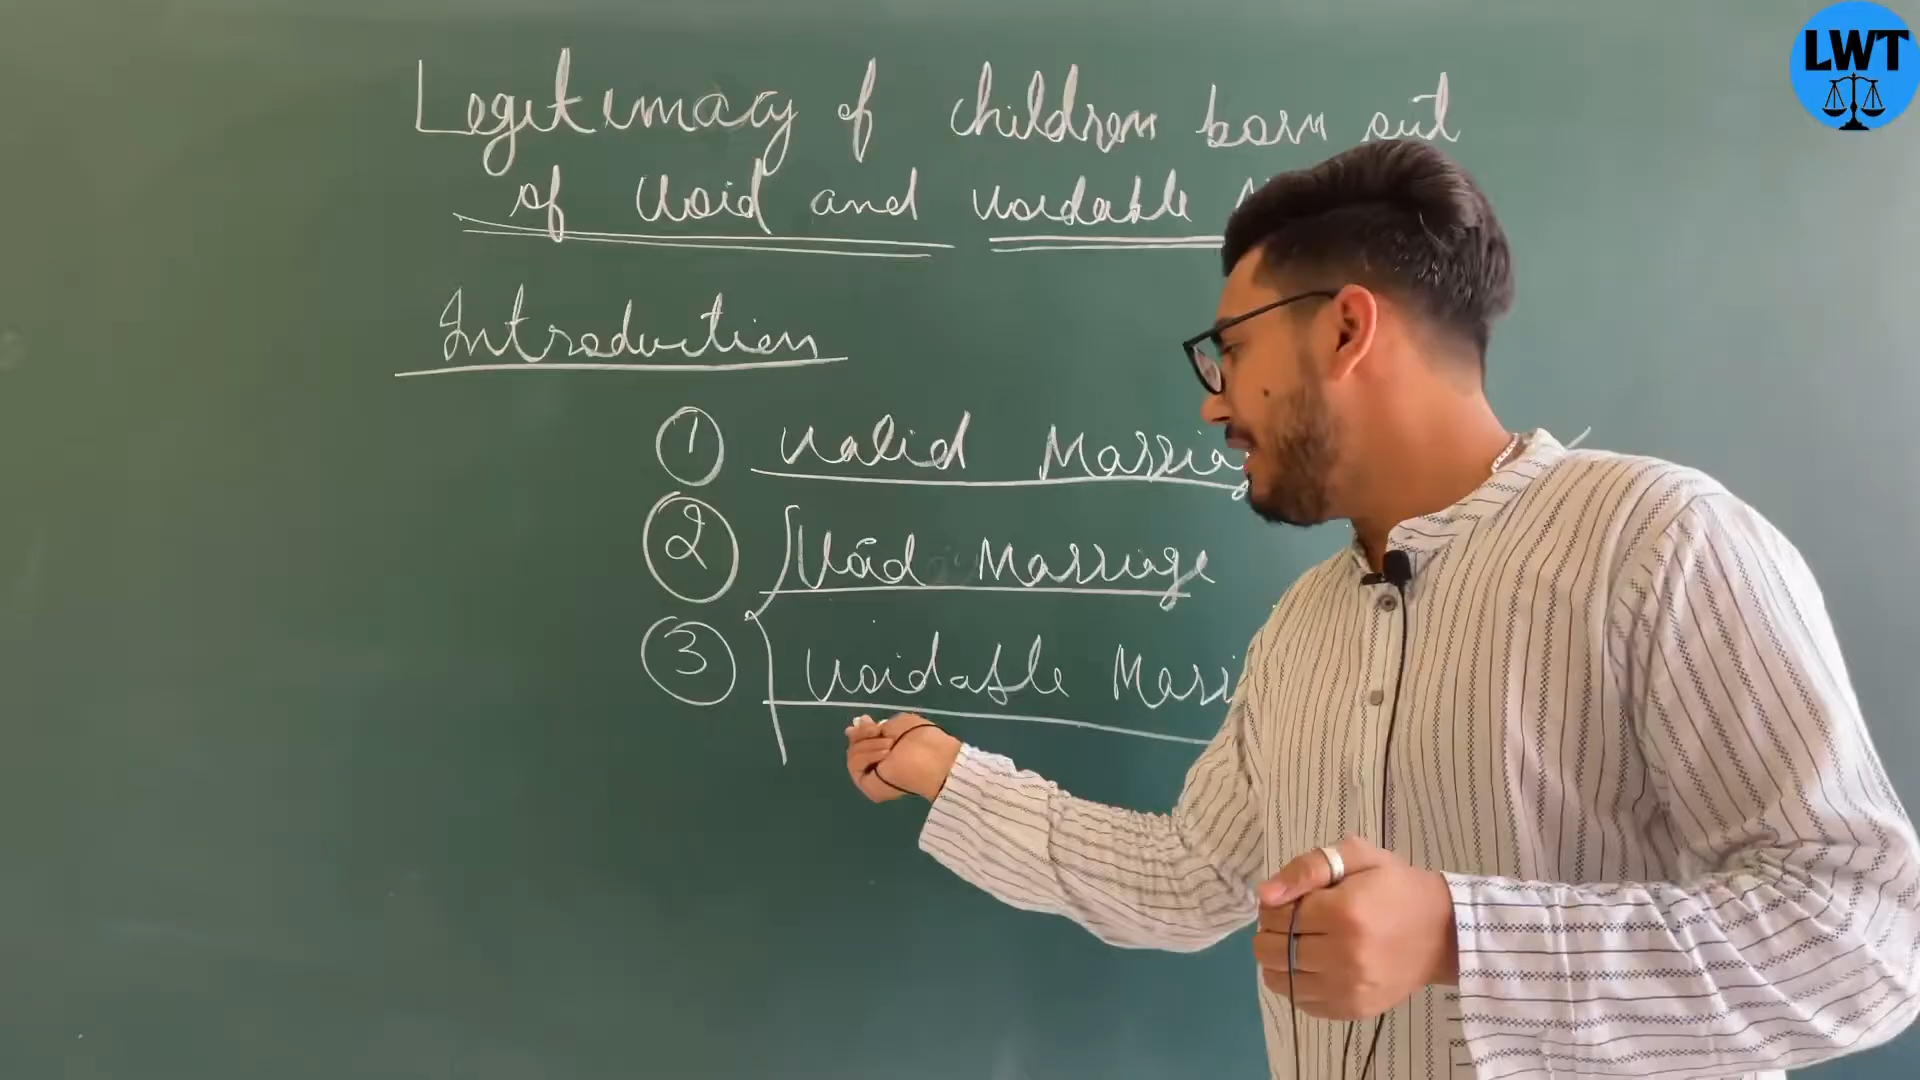 Legitimacy of children born out
of void and voidable
Introduction
1 Valid Marria
2 Void Marriage
3 Voidable Marri
LWT